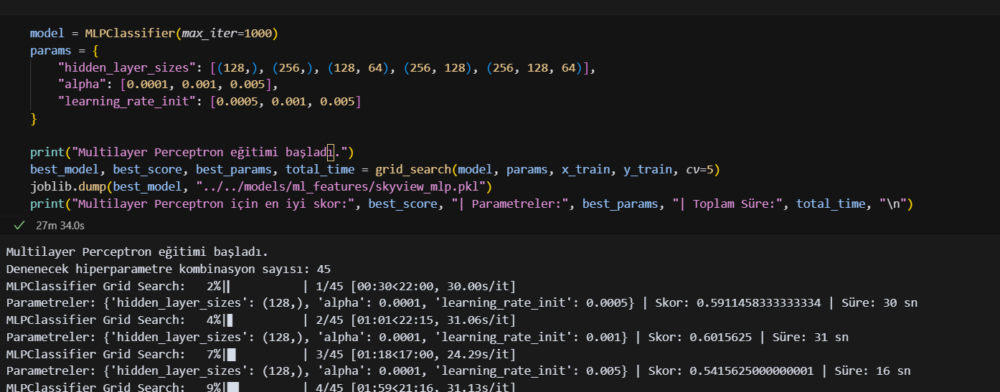 model = MLPClassifier(max_iter=1000)
params = {
    "hidden_layer_sizes": [(128,), (256,), (128, 64), (256, 128), (256, 128, 64)],
    "alpha": [0.0001, 0.001, 0.005],
    "learning_rate_init": [0.0005, 0.001, 0.005]
}
print("Multilayer Perceptron eğitimi başladı.")
best_model, best_score, best_params, total_time = grid_search(model, params, x_train, y_train, cv=5)
joblib.dump(best_model, "../../models/ml_features/skyview_mlp.pkl")
print("Multilayer Perceptron için en iyi skor:", best_score, "| Parametreler:", best_params, "| Toplam Süre:", total_time, "\n")
27m 34.0s
Multilayer Perceptron eğitimi başladı.
Denenecek hiperparametre kombinasyon sayısı: 45
MLPClassifier Grid Search:   2%|| | 1/45 [00:30<22:00, 30.00s/it]
Parametreler: {'hidden_layer_sizes': (128,), 'alpha': 0.0001, 'learning_rate_init': 0.0005} | Skor: 0.5911458333333334 | Süre: 30 sn
MLPClassifier Grid Search:   4%| | 2/45 [01:01<22:15, 31.06s/it]
Parametreler: {'hidden_layer_sizes': (128,), 'alpha': 0.0001, 'learning_rate_init': 0.001} | Skor: 0.6015625 | Süre: 31 sn
MLPClassifier Grid Search:   7%| | 3/45 [01:18<17:00, 24.29s/it]
Parametreler: {'hidden_layer_sizes': (128,), 'alpha': 0.0001, 'learning_rate_init': 0.005} | Skor: 0.5415625000000001 | Süre: 16 sn
MLPClassifier Grid Search:   9%| | 4/45 [01:59<21:16, 31.13s/it]